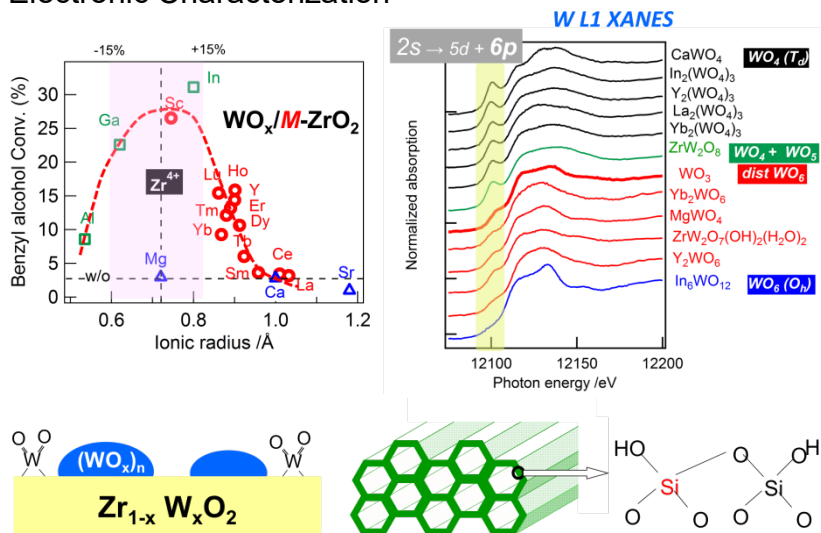 Electronic Characterization
W L1 XANES
-15%
+15%
Benzyl alcohol Conv. (%)
30
25
20
15
10
5
0
In
Sc
Ga
WOₓ/M-ZrO₂
Zr⁴⁺
Al
Lu
Ho
Y
Er
Tm
Dy
Yb
Tb
w/o
Mg
Sm
Ce
Sr
Ca
La
0.6
0.8
1.0
1.2
Ionic radius /Å
2s → 5d + 6p
Normalized absorption
CaWO₄
WO₄ (Td)
In₂(WO₄)₃
Y₂(WO₄)₃
La₂(WO₄)₃
Yb₂(WO₄)₃
ZrW₂O₈
WO₄ + WO₅
WO₃
dist WO₆
Yb₂WO₆
MgWO₄
ZrW₂O₇(OH)₂(H₂O)₂
Y₂WO₆
In₆WO₁₂
WO₆ (Oh)
12100
12150
12200
Photon energy /eV
O
O
W
(WOₓ)ₙ
O
O
W
Zr₁₋ₓ WₓO₂
HO
O
O
Si
Si
O
O
O